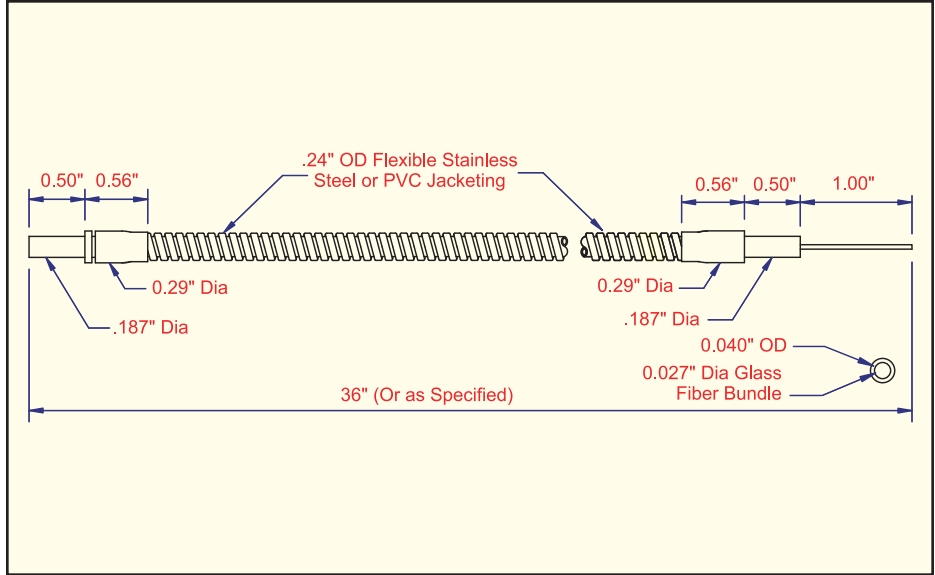 .24" OD Flexible Stainless
Steel or PVC Jacketing
0.50"
0.56"
0.56"
0.50"
1.00"
0.29" Dia
.187" Dia
0.29" Dia
.187" Dia
0.040" OD
0.027" Dia Glass
Fiber Bundle
36" (Or as Specified)